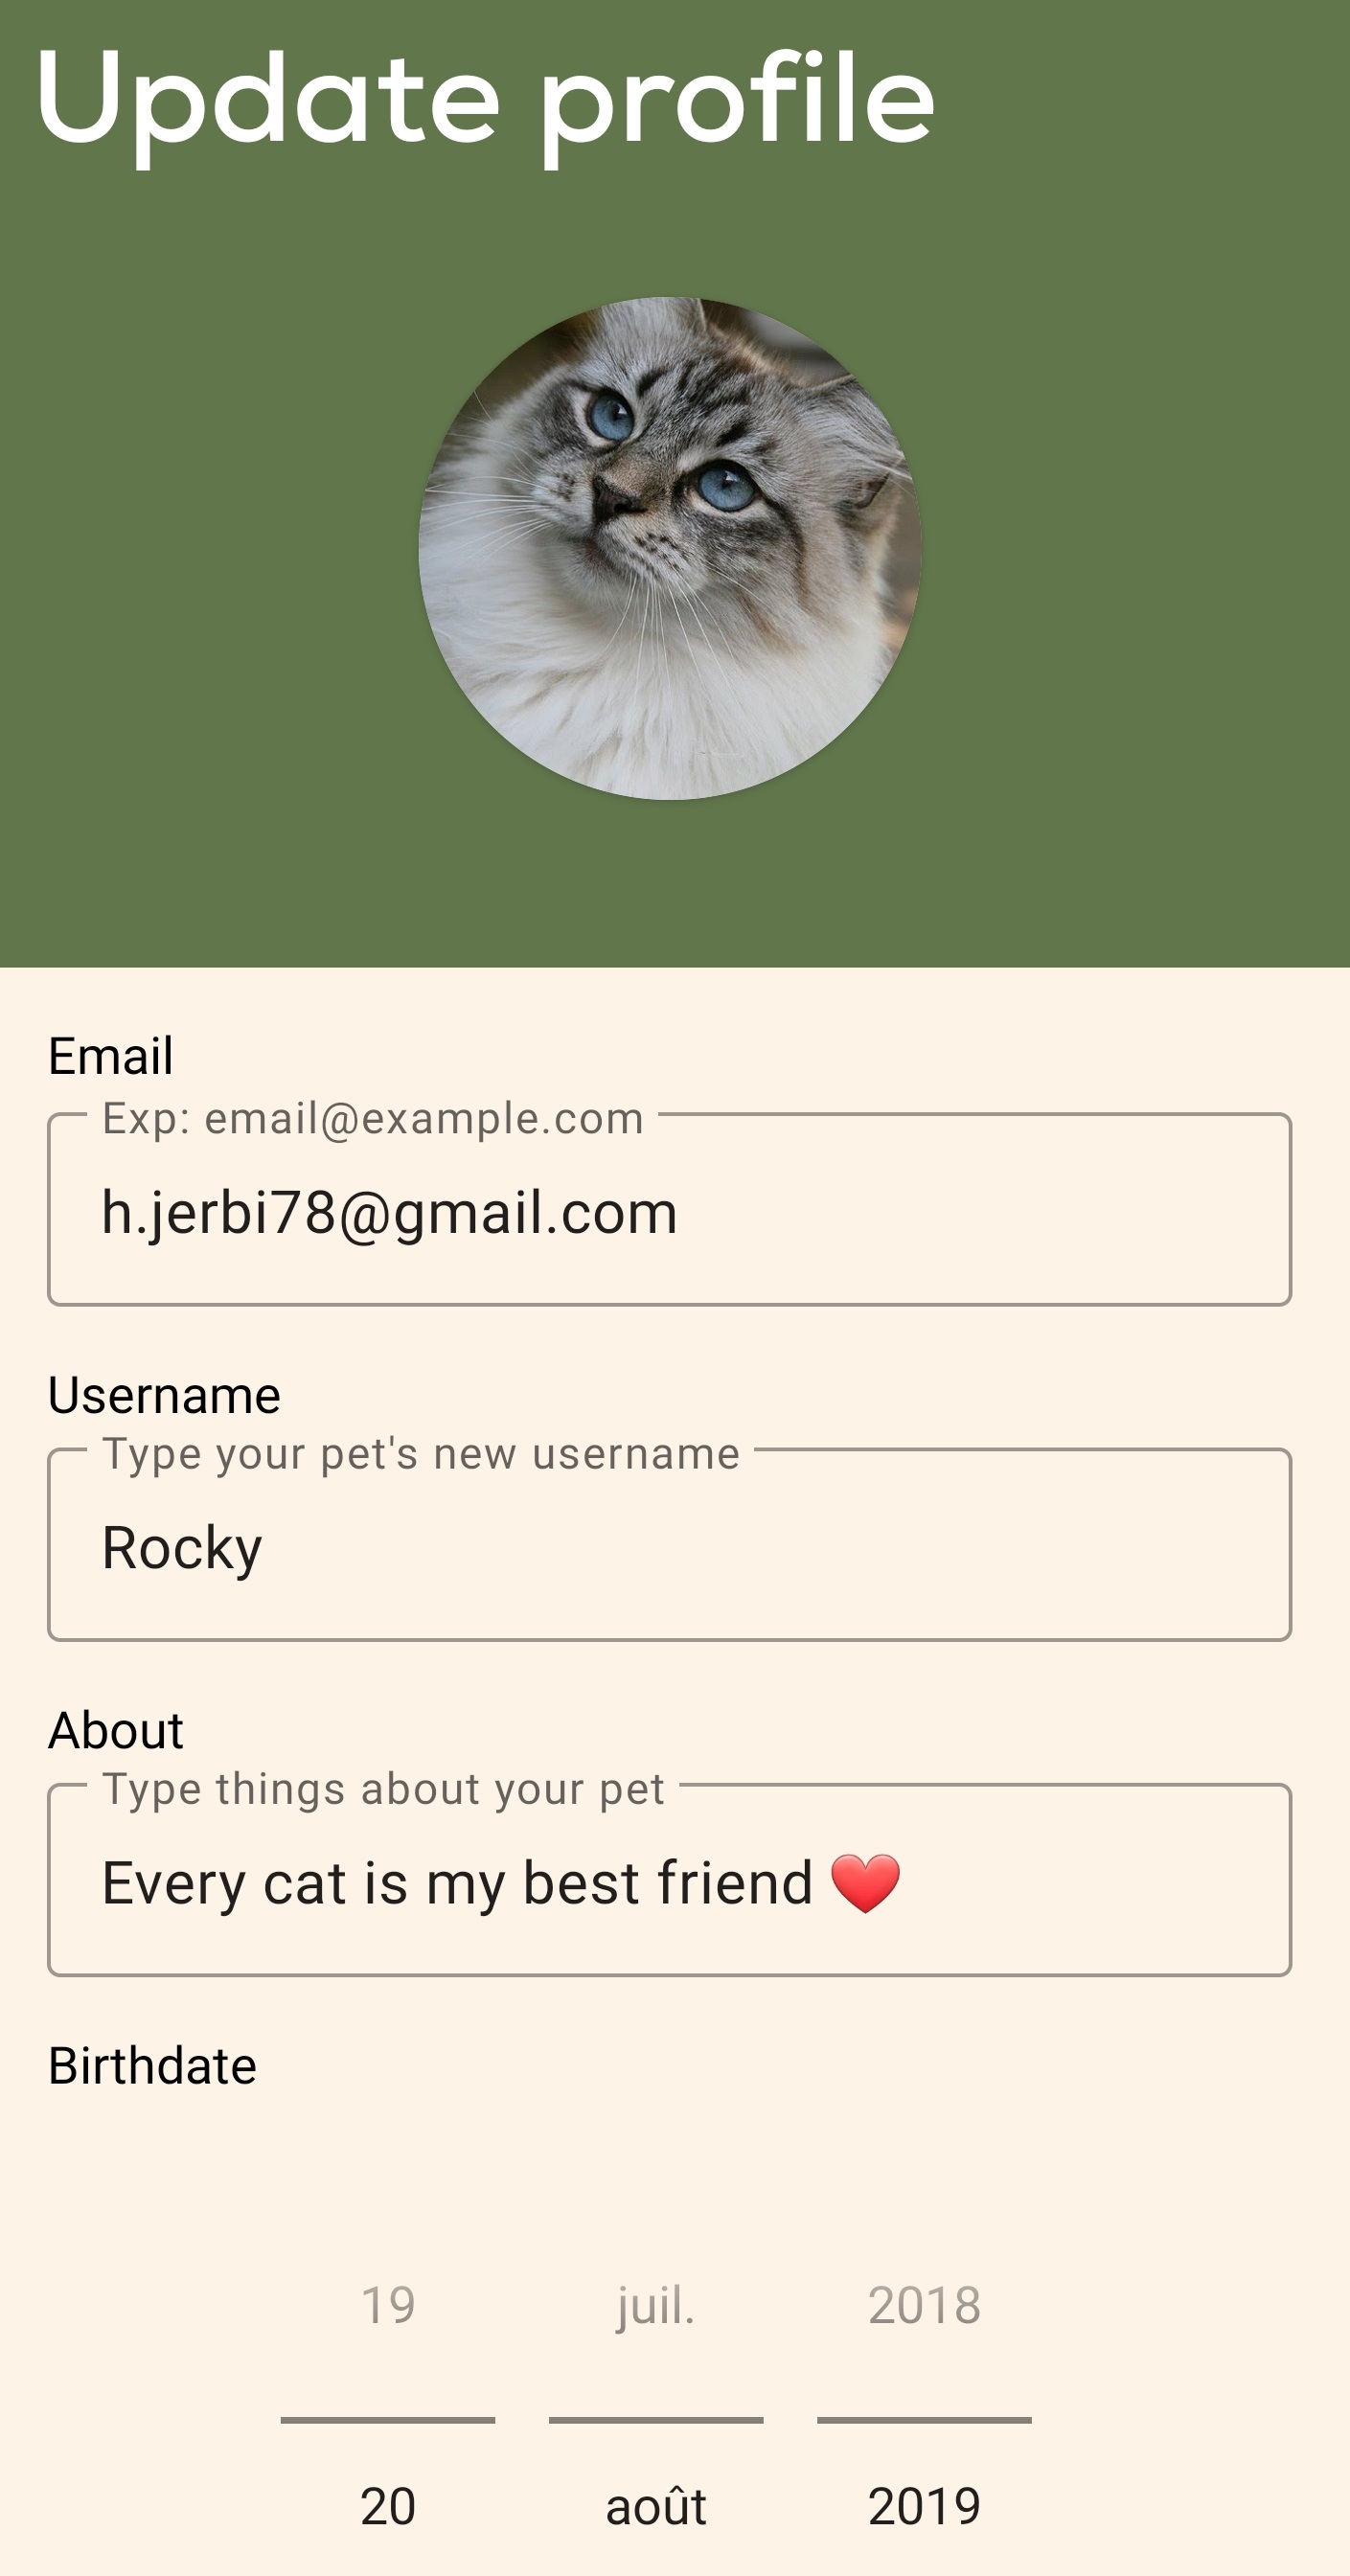 Update profile
Email
Exp: email@example.com
h.jerbi78@gmail.com
Username
Type your pet's new username
Rocky
About
Type things about your pet
Every cat is my best friend ❤️
Birthdate
19 juil. 2018
20 août 2019